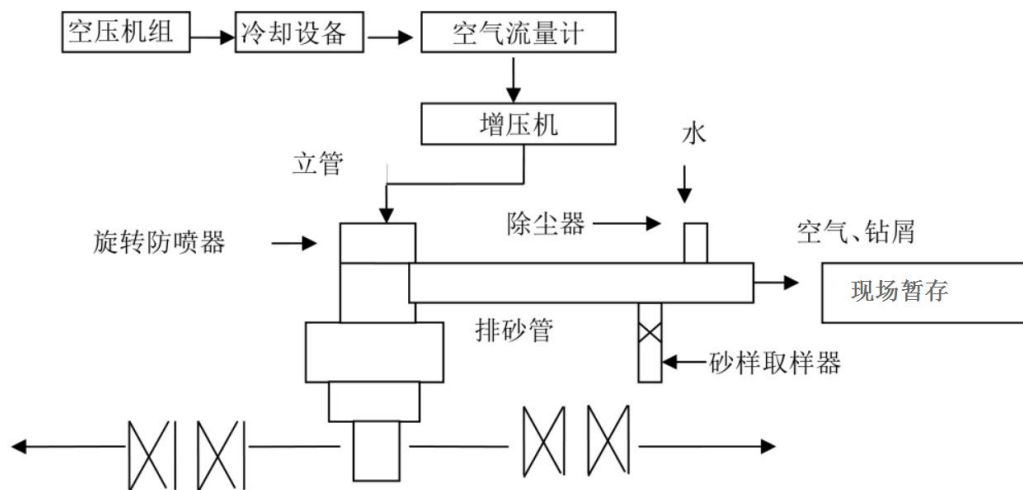 空压机组
冷却设备
空气流量计
增压机
水
立管
除尘器
旋转防喷器
空气、钻屑
现场暂存
排砂管
砂样取样器